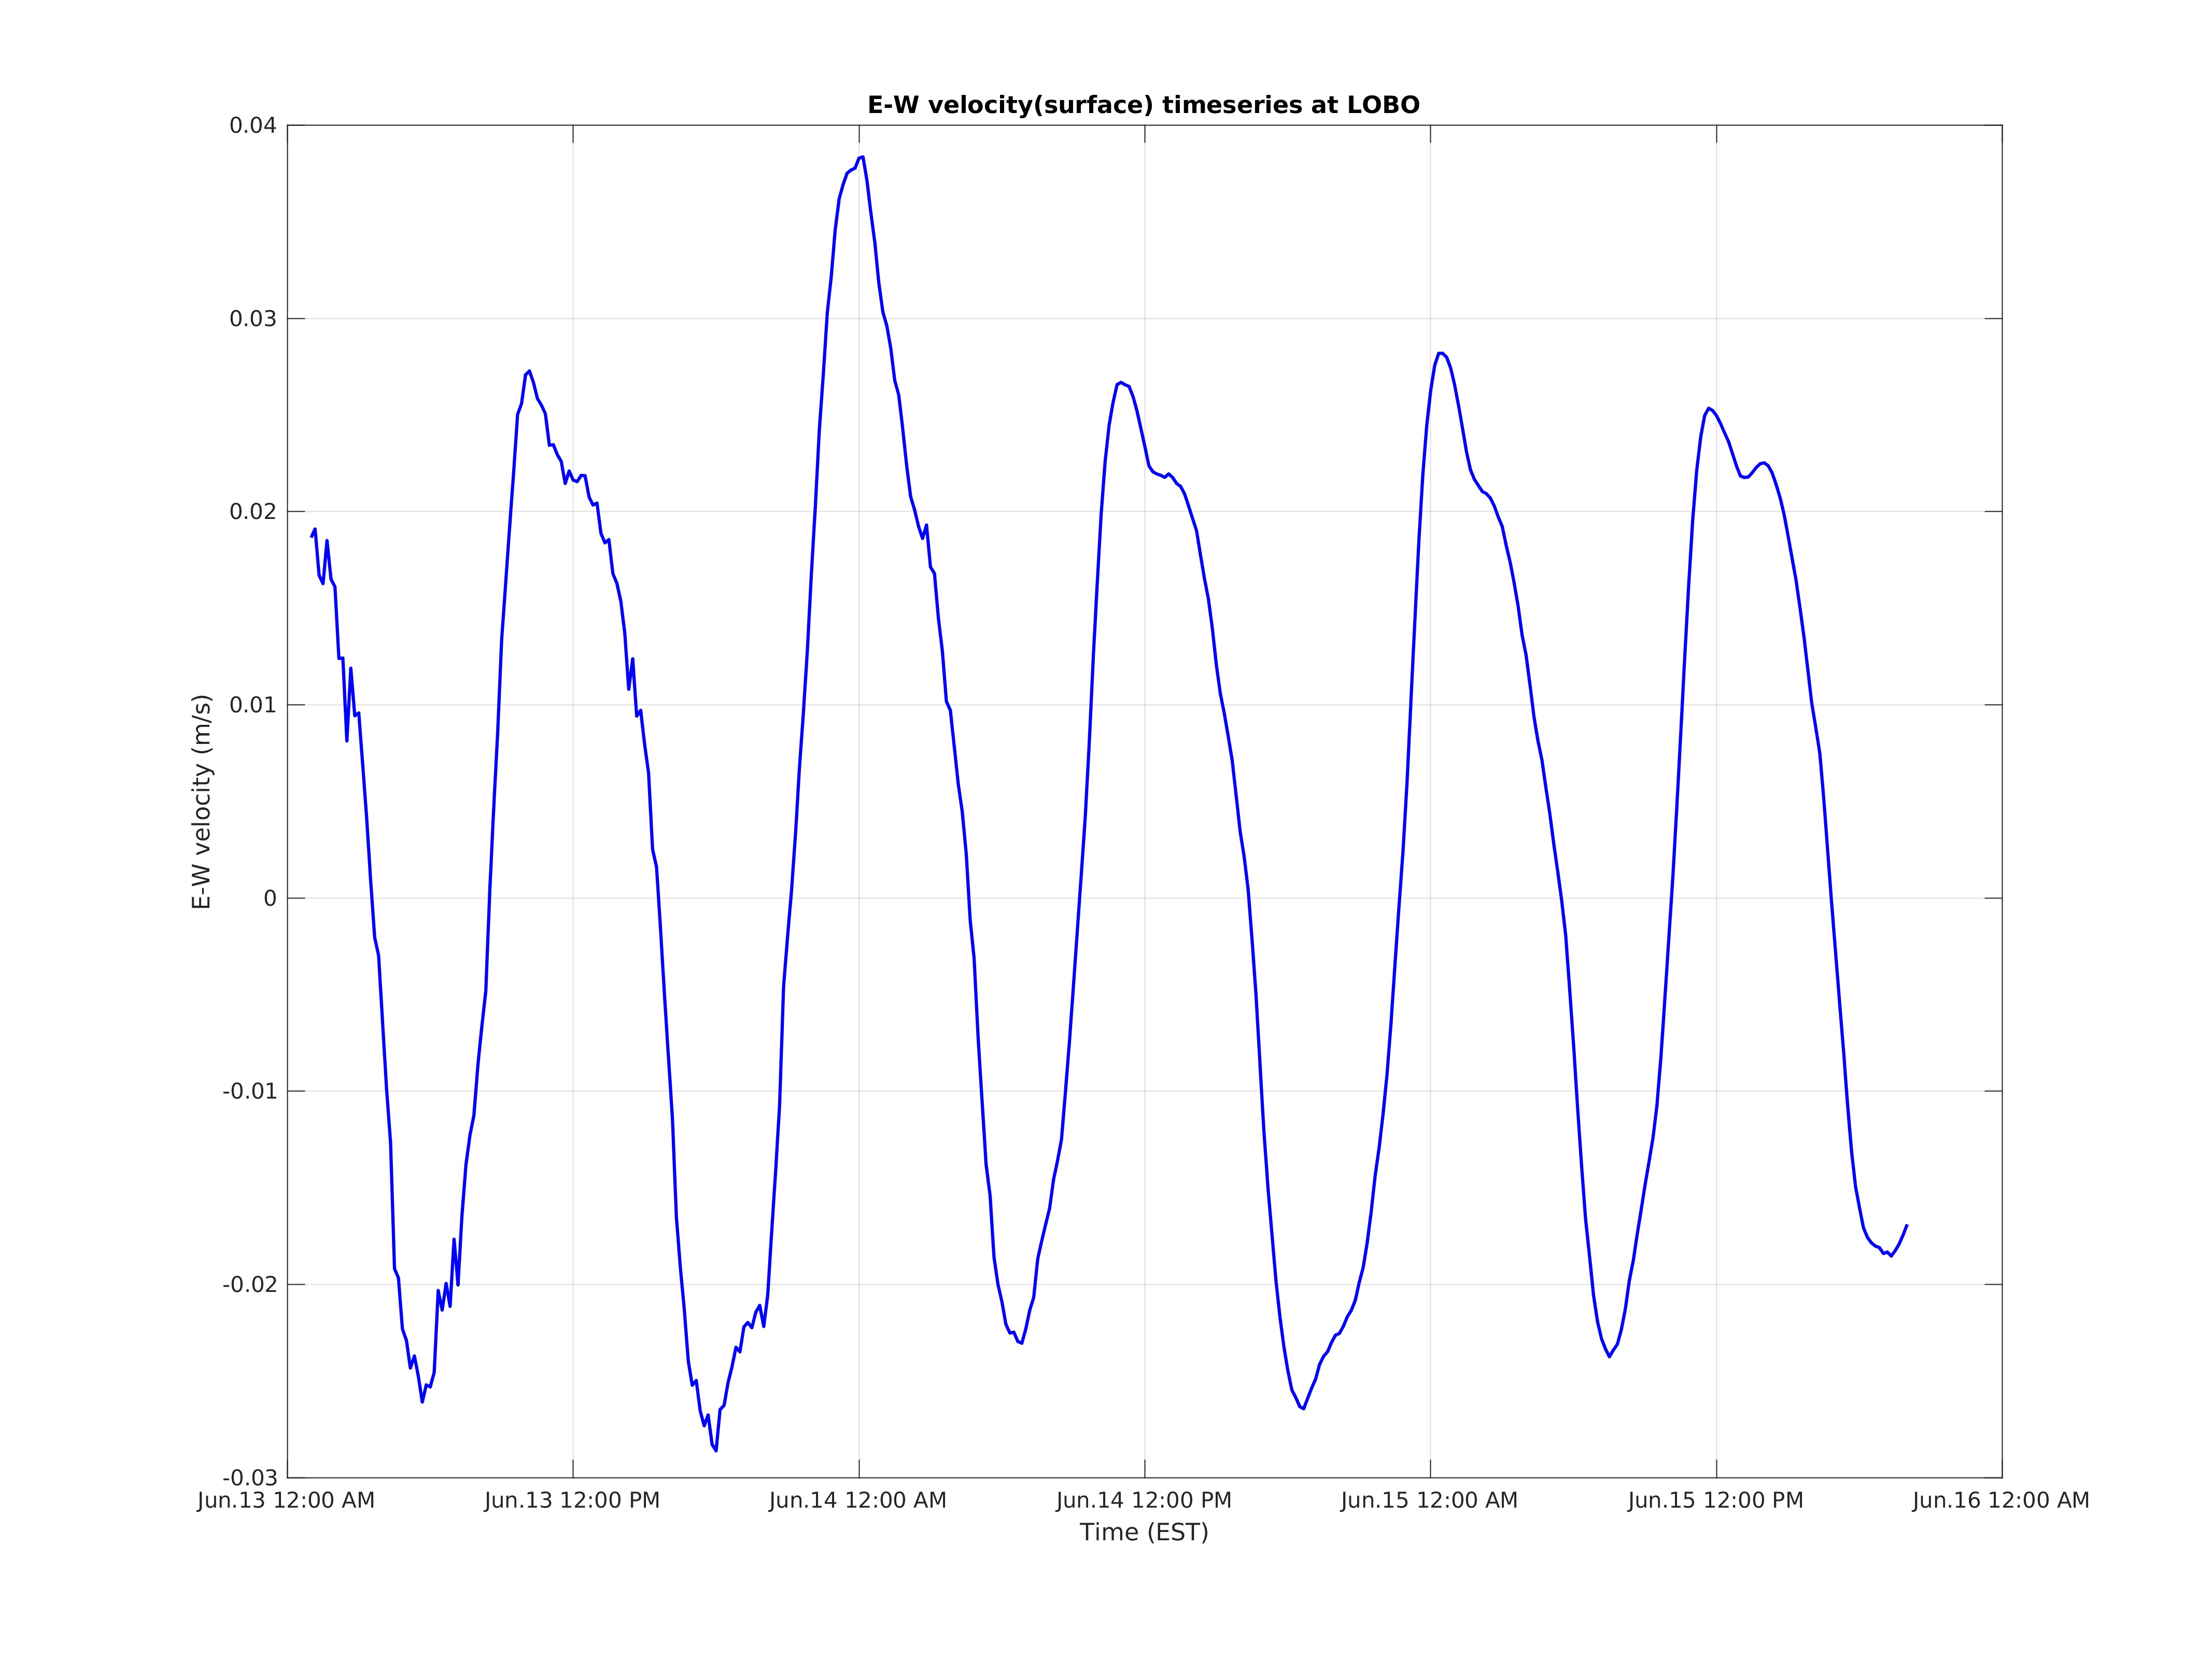 E-W velocity(surface) timeseries at LOBO
0.04
0.03
0.02
0.01
0
-0.01
-0.02
-0.03
E-W velocity (m/s)
Jun.13 12:00 AM
Jun.13 12:00 PM
Jun.14 12:00 AM
Jun.14 12:00 PM
Jun.15 12:00 AM
Jun.15 12:00 PM
Jun.16 12:00 AM
Time (EST)